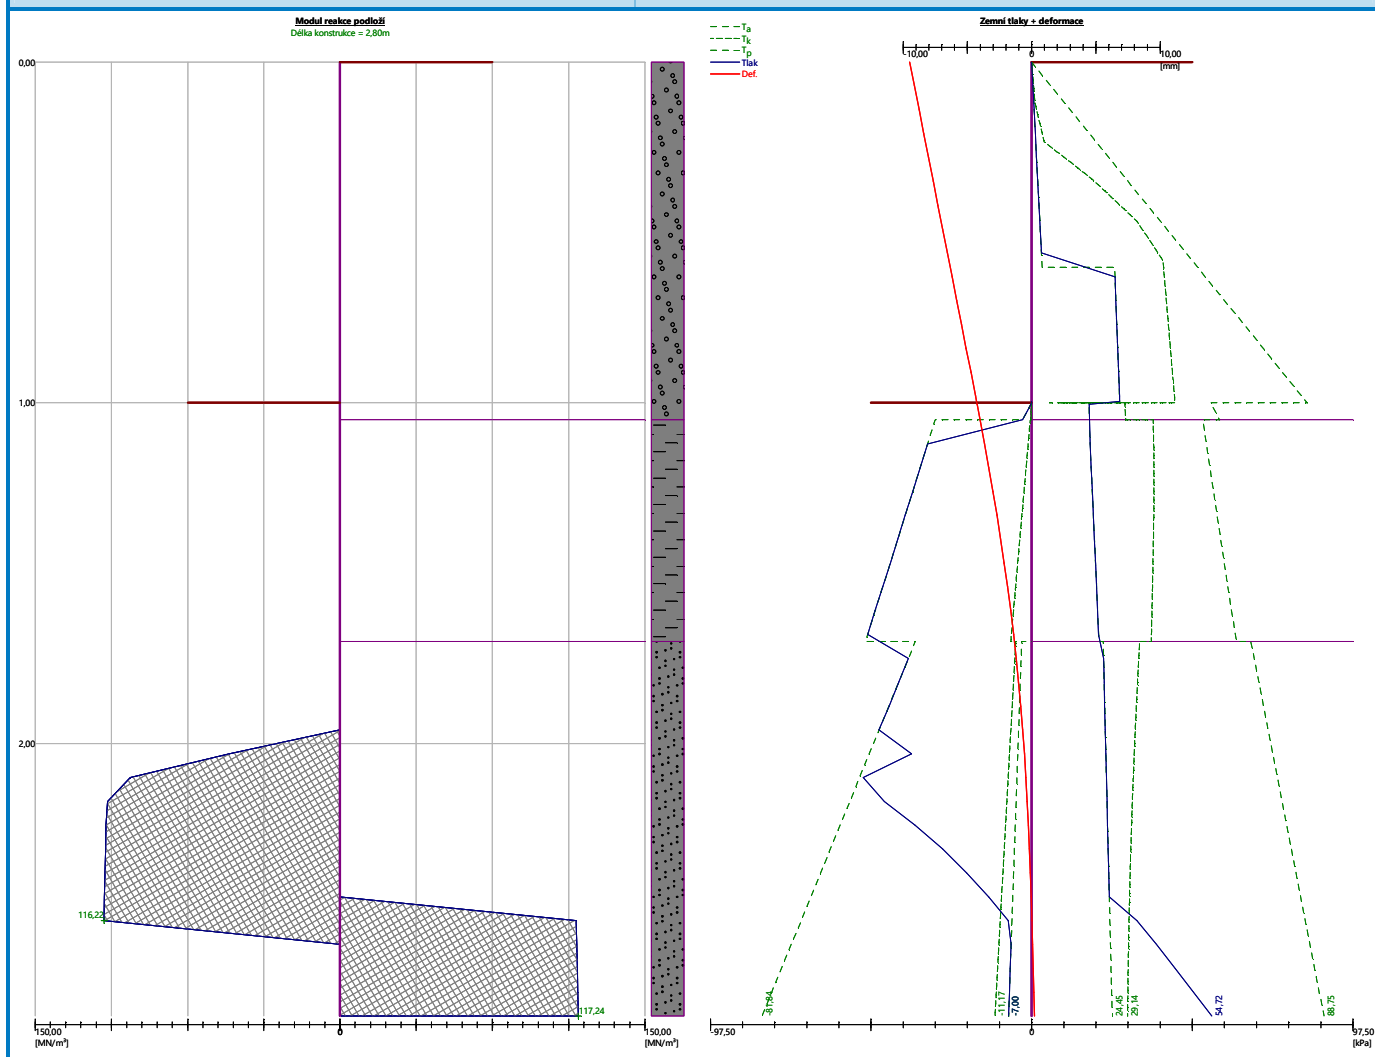 Modul reakce podloží
Délka konstrukce = 2,80m
0,00
1,00
2,00
116,22
117,24
150,00
0
150,00
[MN/m³]
[MN/m³]
Ta
Tk
Tp
Tlak
Def.
Zemní tlaky + deformace
-10,00
0
10,00
[mm]
-81,84
-11,17
-7,00
24,45
29,14
54,72
88,75
-97,50
0
97,50
[kPa]